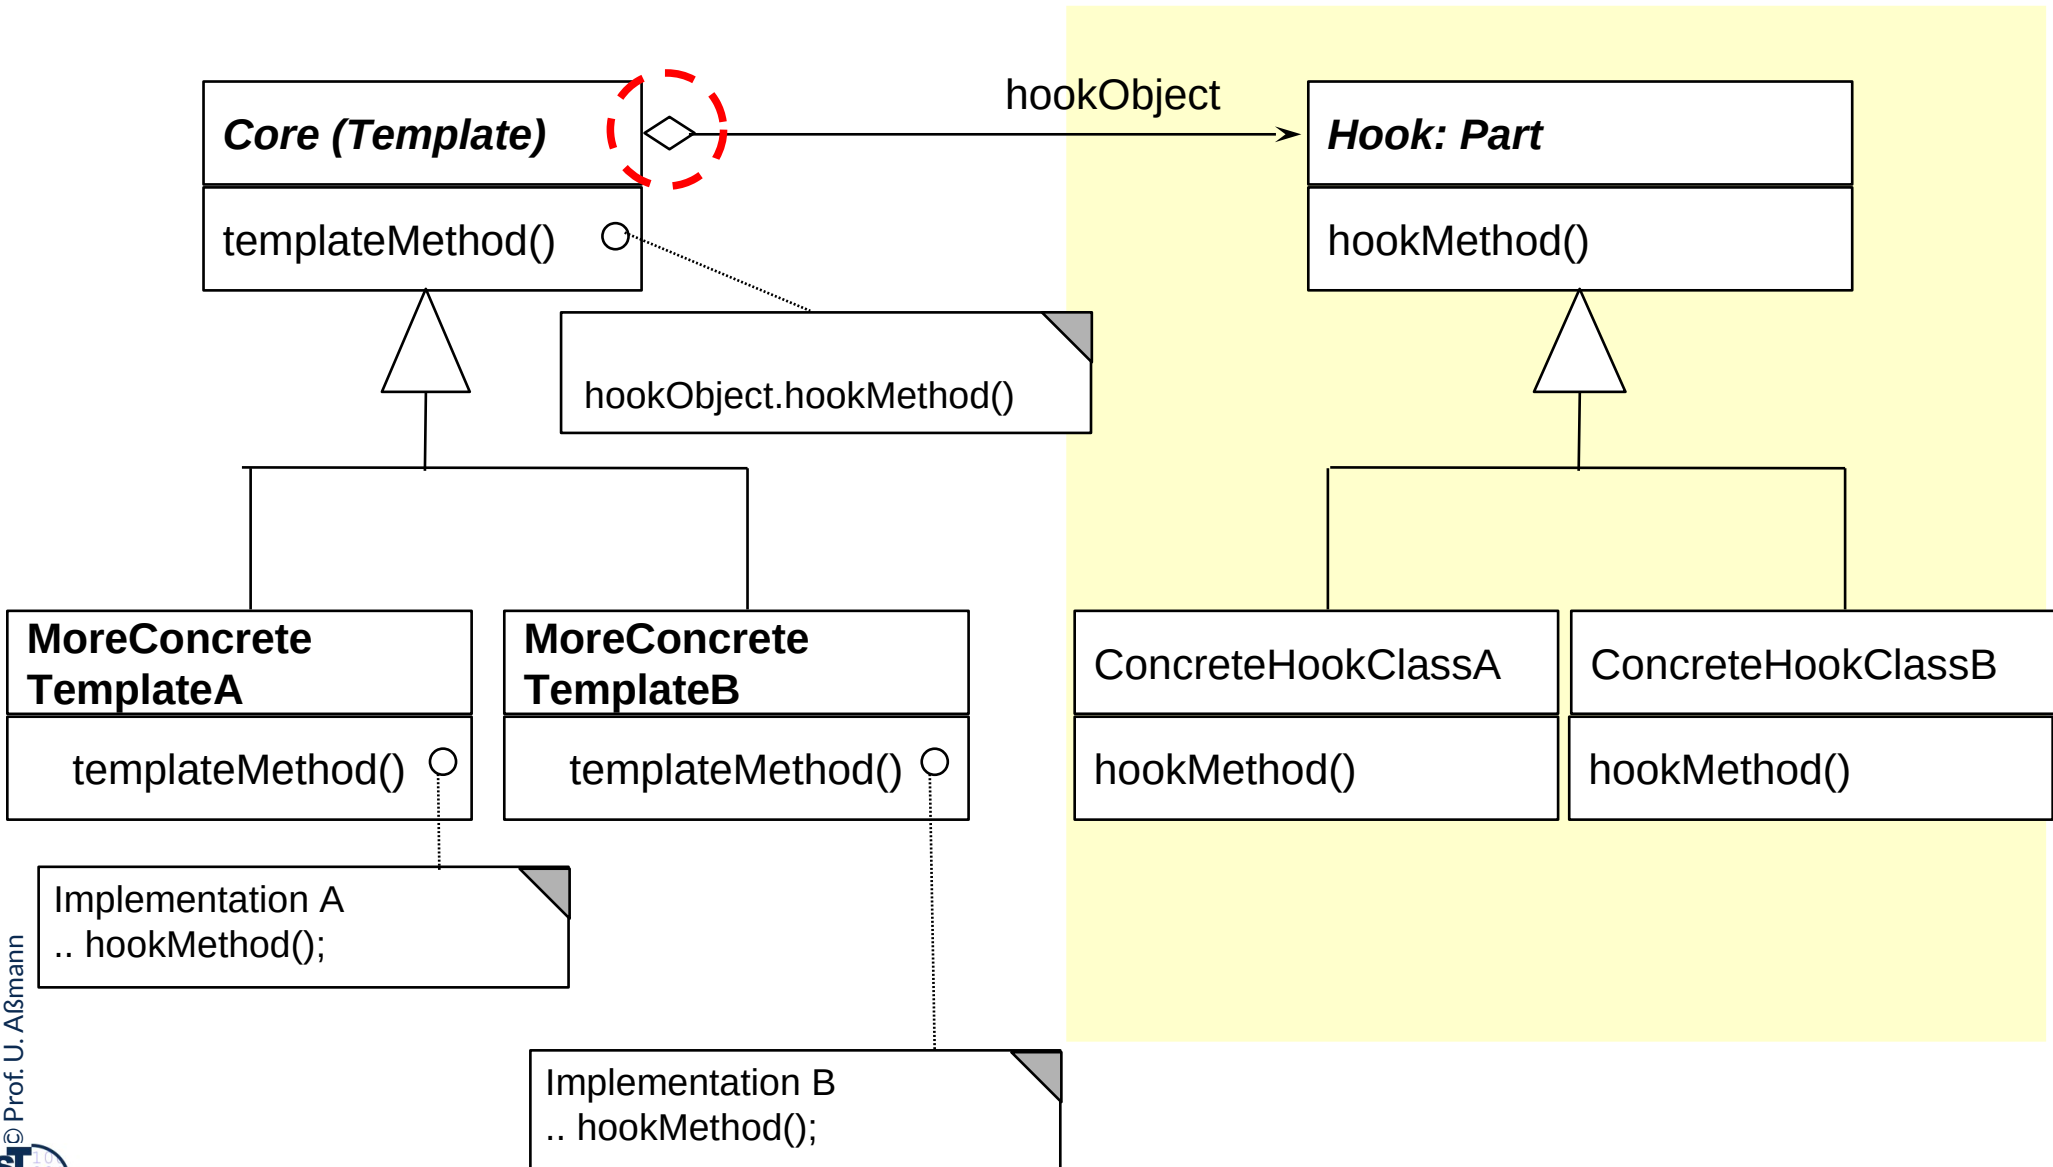 hookObject
Core (Template)
Hook: Part
templateMethod()
hookMethod()
hookObject.hookMethod()
MoreConcrete
TemplateA
MoreConcrete
TemplateB
ConcreteHookClassA
ConcreteHookClassB
templateMethod()
templateMethod()
hookMethod()
hookMethod()
Implementation A
.. hookMethod();
Implementation B
.. hookMethod();
© Prof. U. Aßmann